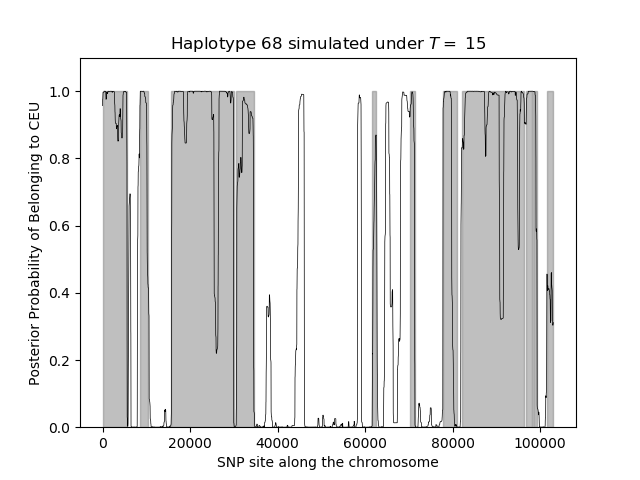 Haplotype 68 simulated under T = 15
Posterior Probability of Belonging to CEU
1.0
0.8
0.6
0.4
0.2
0.0
0 20000 40000 60000 80000 100000
SNP site along the chromosome